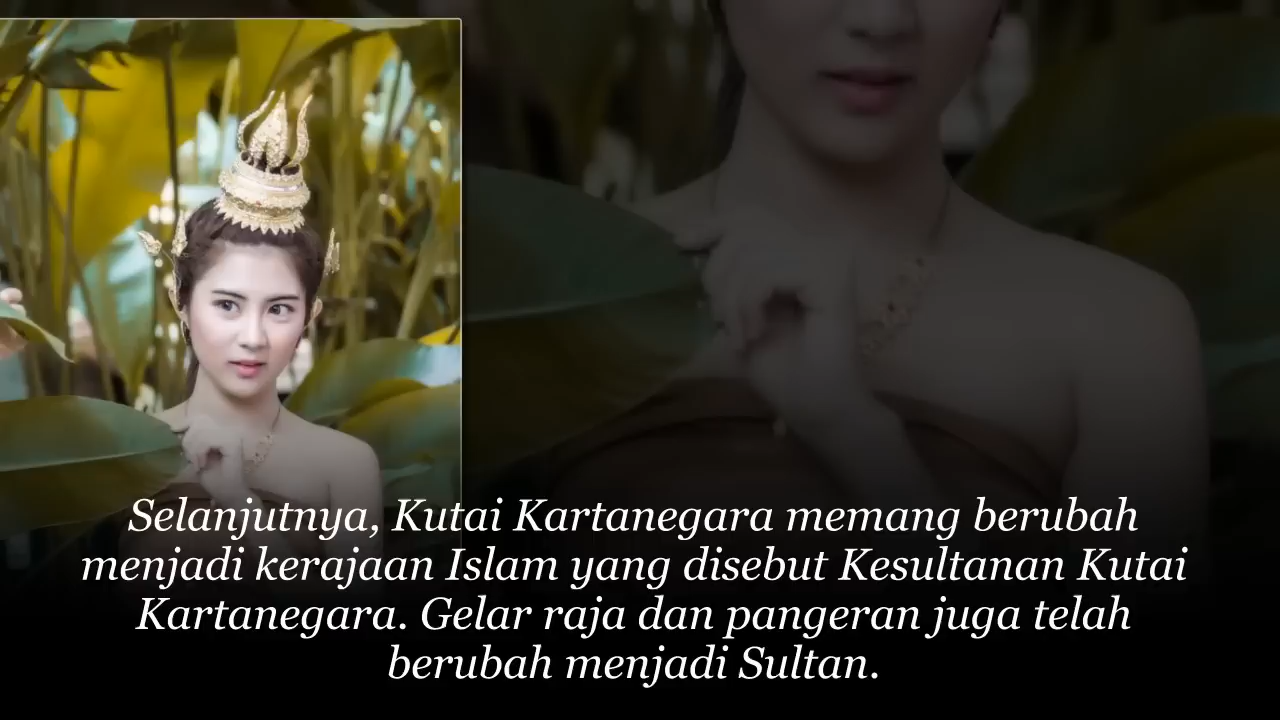 Selanjutnya, Kutai Kartanegara memang berubah
menjadi kerajaan Islam yang disebut Kesultanan Kutai
Kartanegara. Gelar raja dan pangeran juga telah
berubah menjadi Sultan.